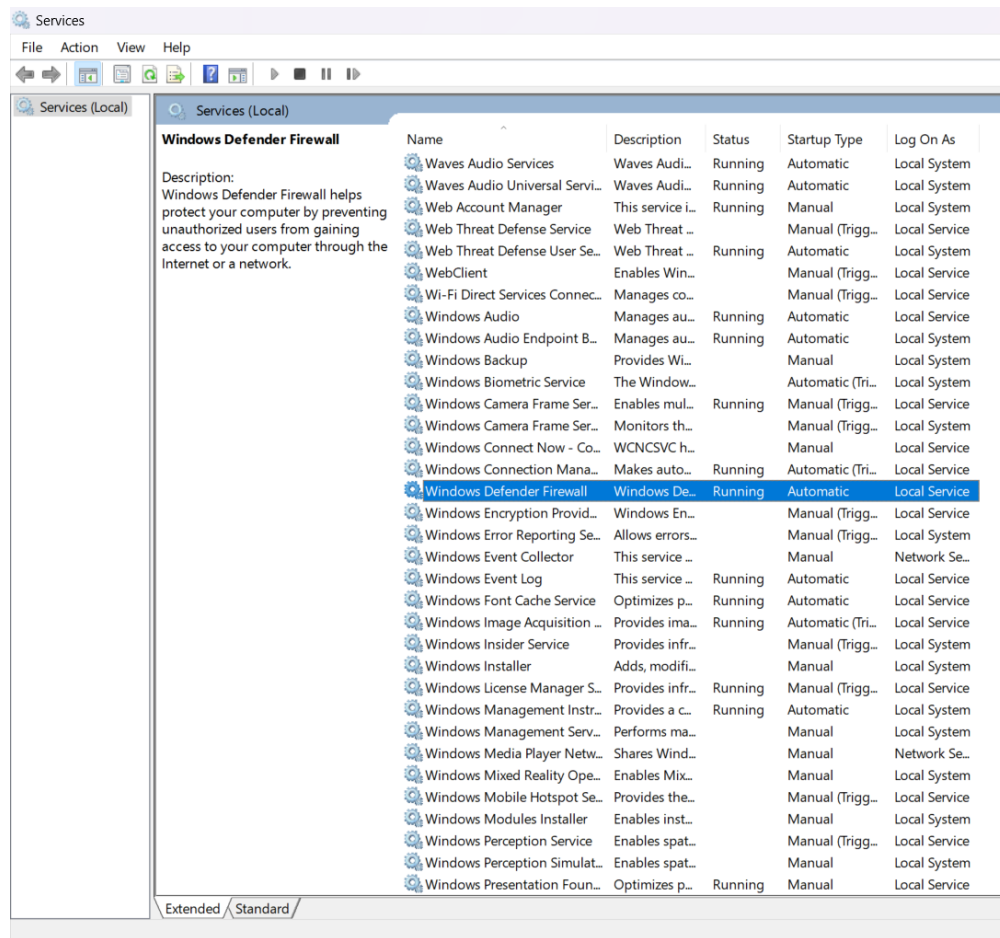 Services
File Action View Help
Services (Local)
Services (Local)
Windows Defender Firewall
Description:
Windows Defender Firewall helps
protect your computer by preventing
unauthorized users from gaining
access to your computer through the
Internet or a network.
Name Description Status Startup Type Log On As
Waves Audio Services Waves Audi... Running Automatic Local System
Waves Audio Universal Servi... Waves Audi... Running Automatic Local System
Web Account Manager This service i... Running Manual Local System
Web Threat Defense Service Web Threat ... Manual (Trigg... Local System
Web Threat Defense User Se... Web Threat ... Running Automatic Local System
WebClient Enables Win... Manual (Trigg... Local Service
Wi-Fi Direct Services Connec... Manages co... Manual (Trigg... Local Service
Windows Audio Manages au... Running Automatic Local Service
Windows Audio Endpoint B... Manages au... Running Automatic Local System
Windows Backup Provides Wi... Manual Local System
Windows Biometric Service The Window... Automatic (Tri... Local System
Windows Camera Frame Ser... Enables mul... Running Manual (Trigg... Local Service
Windows Camera Frame Ser... Monitors th... Manual (Trigg... Local System
Windows Connect Now - Co... WCNCSVC h... Manual Local Service
Windows Connection Mana... Makes auto... Running Automatic (Tri... Local Service
Windows Defender Firewall Windows De... Running Automatic Local Service
Windows Encryption Provid... Windows En... Manual (Trigg... Local Service
Windows Error Reporting Se... Allows errors... Manual (Trigg... Local System
Windows Event Collector This service ... Manual Network Se...
Windows Event Log This service ... Running Automatic Local Service
Windows Font Cache Service Optimizes p... Running Automatic Local Service
Windows Image Acquisition ... Provides ima... Running Automatic (Tri... Local Service
Windows Insider Service Provides infr... Manual (Trigg... Local System
Windows Installer Adds, modifi... Manual Local System
Windows License Manager S... Provides infr... Running Manual (Trigg... Local Service
Windows Management Instr... Provides a c... Running Automatic Local System
Windows Management Serv... Performs ma... Manual Local System
Windows Media Player Netw... Shares Wind... Manual Network Se...
Windows Mixed Reality Ope... Enables Mix... Manual Local System
Windows Mobile Hotspot Se... Provides the... Manual (Trigg... Local Service
Windows Modules Installer Enables inst... Manual Local System
Windows Perception Service Enables spat... Manual (Trigg... Local Service
Windows Perception Simulat... Enables spat... Manual Local System
Windows Presentation Foun... Optimizes p... Running Manual Local Service
Extended Standard